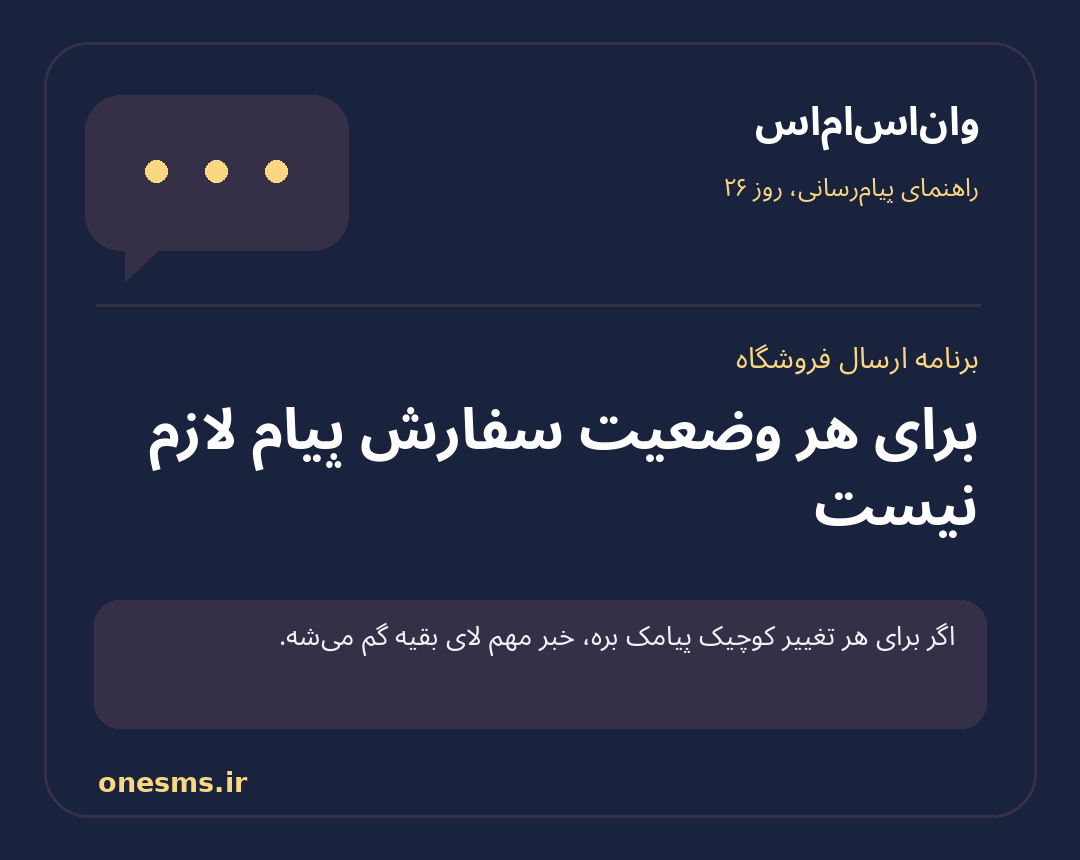 وان‌اس‌ام‌اس
راهنمای پیام‌رسانی، روز ۲۶
برنامه ارسال فروشگاه
برای هر وضعیت سفارش پیام لازم
نیست
اگر برای هر تغییر کوچیک پیامک بره، خبر مهم لای بقیه گم می‌شه.
onesms.ir